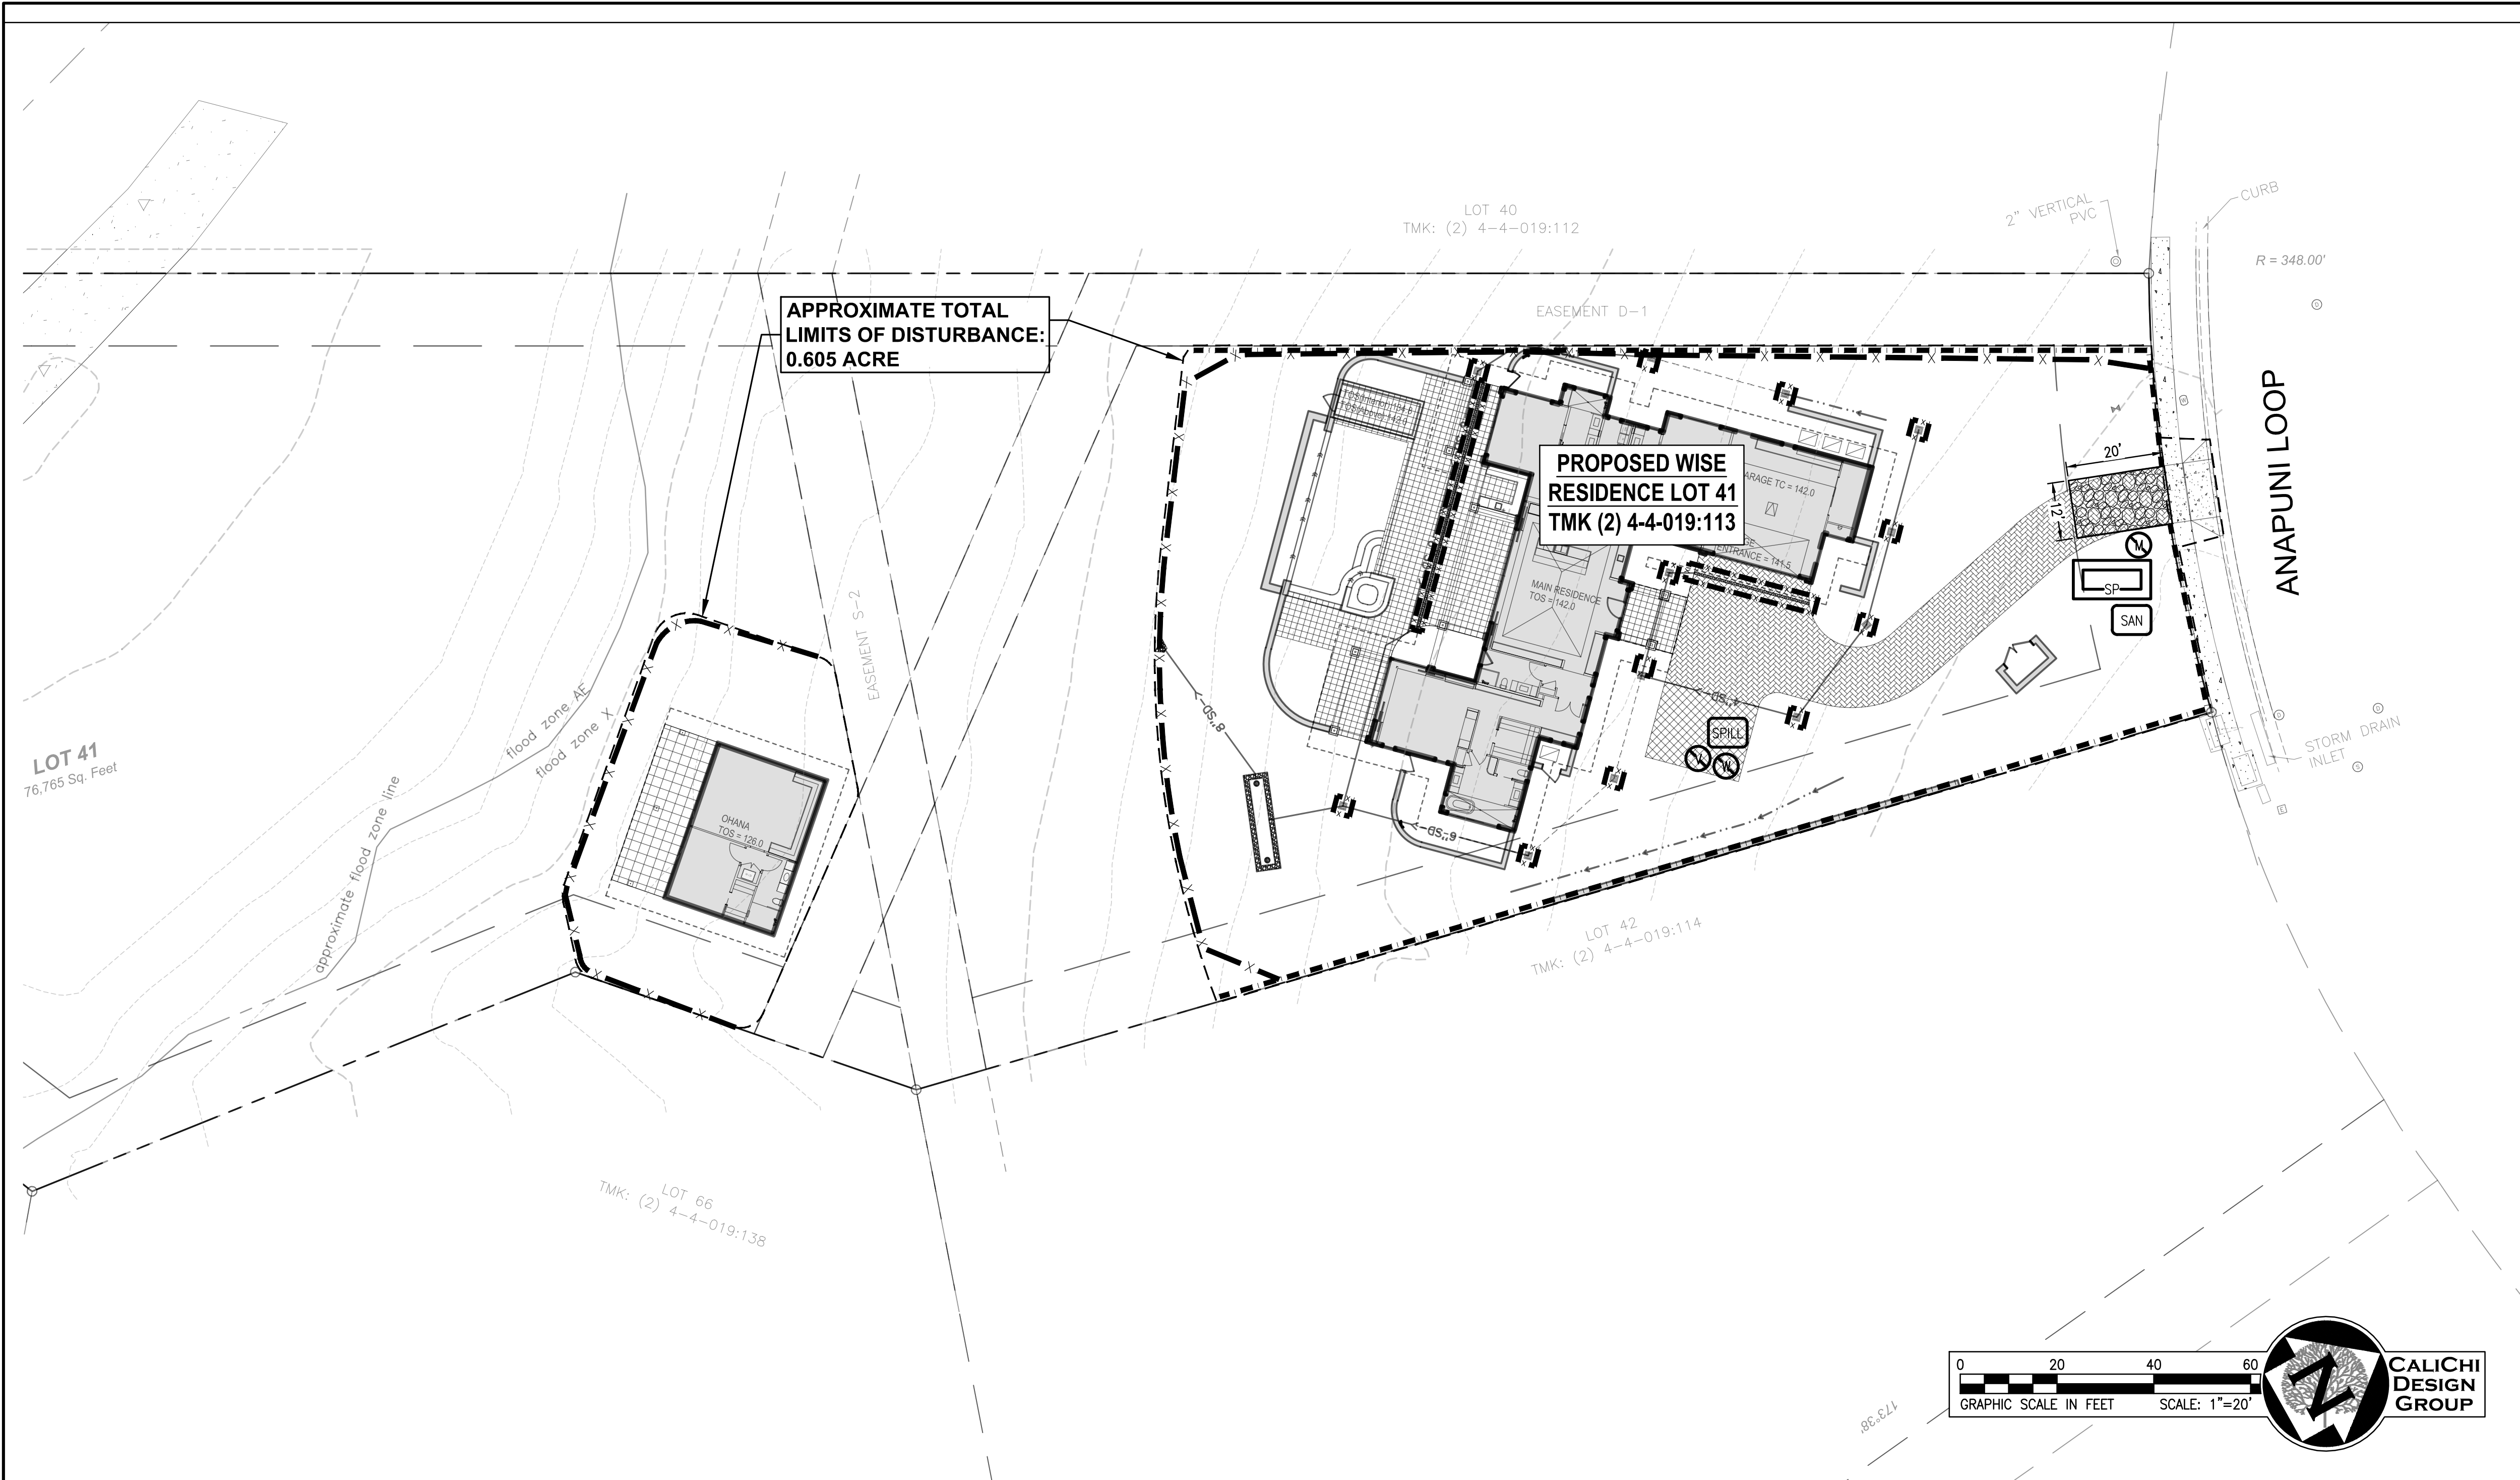 LOT 40
TMK: (2) 4-4-019:112
2" VERTICAL
PVC
CURB
R = 348.00'
APPROXIMATE TOTAL
LIMITS OF DISTURBANCE:
0.605 ACRE
EASEMENT D-1
ANAPUNI LOOP
20'
12'
PROPOSED WISE
RESIDENCE LOT 41
TMK (2) 4-4-019:113
ARAGE TC = 142.0
ENTRANCE = 141.5
MAIN RESIDENCE
TOS = 142.0
M
SP
SAN
SPILL
V
W
EASEMENT S-2
8"SD
6"SD
flood zone AE
flood zone X
approximate flood zone line
LOT 41
76,765 Sq. Feet
OHANA
TOS = 126.0
STORM DRAIN
INLET
LOT 42
TMK: (2) 4-4-019:114
LOT 66
TMK: (2) 4-4-019:138
173°38'
0 20 40 60
GRAPHIC SCALE IN FEET SCALE: 1"=20'
N
CALICHI
DESIGN
GROUP